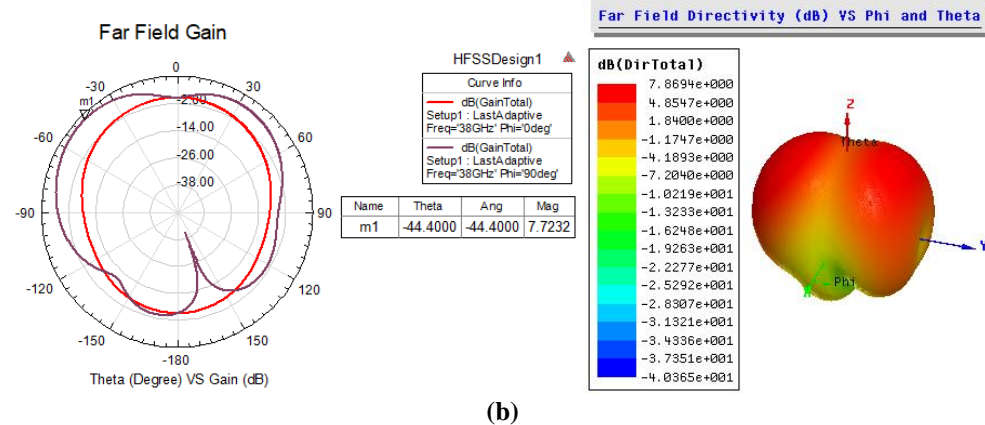 Far Field Gain
0
-30
30
m1
-60
60
-90
90
-120
120
-150
150
-180
-2.00
-14.00
-26.00
-38.00
Theta (Degree) VS Gain (dB)
HFSSDesign1
Curve Info
dB(GainTotal)
Setup1 : LastAdaptive
Freq='38GHz' Phi='0deg'
dB(GainTotal)
Setup1 : LastAdaptive
Freq='38GHz' Phi='90deg'
Name Theta Ang Mag
m1 -44.4000 -44.4000 7.7232
Far Field Directivity (dB) VS Phi and Theta
dB(DirTotal)
7.8694e+000
4.8547e+000
1.8400e+000
-1.1747e+000
-4.1893e+000
-7.2040e+000
-1.0219e+001
-1.3233e+001
-1.6248e+001
-1.9263e+001
-2.2277e+001
-2.5292e+001
-2.8307e+001
-3.1321e+001
-3.4336e+001
-3.7351e+001
-4.0365e+001
Z
Theta
Y
Phi
X
(b)